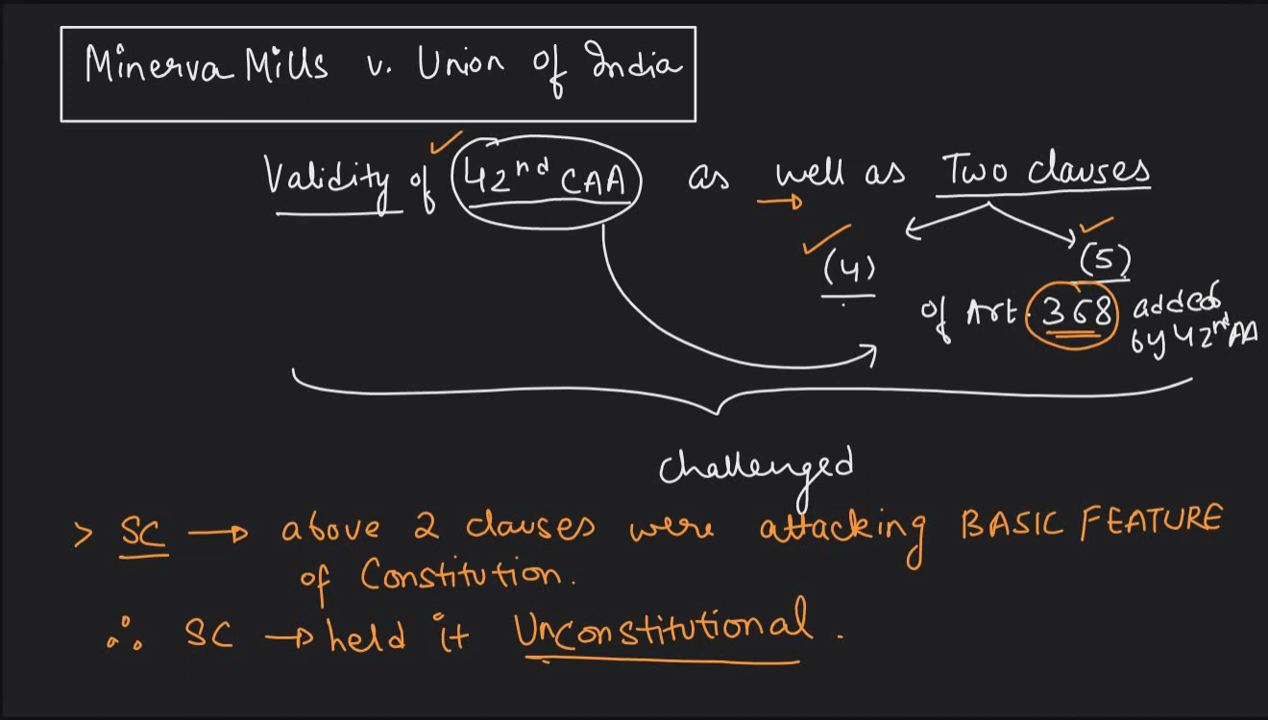 Minerva Mills v. Union of India
Validity of 42nd CAA as well as Two clauses
(4) (5)
of Art. 368 added
by 42nd AA
Challenged
> SC → above 2 clauses were attacking BASIC FEATURE
of Constitution.
∴ SC → held it Unconstitutional.